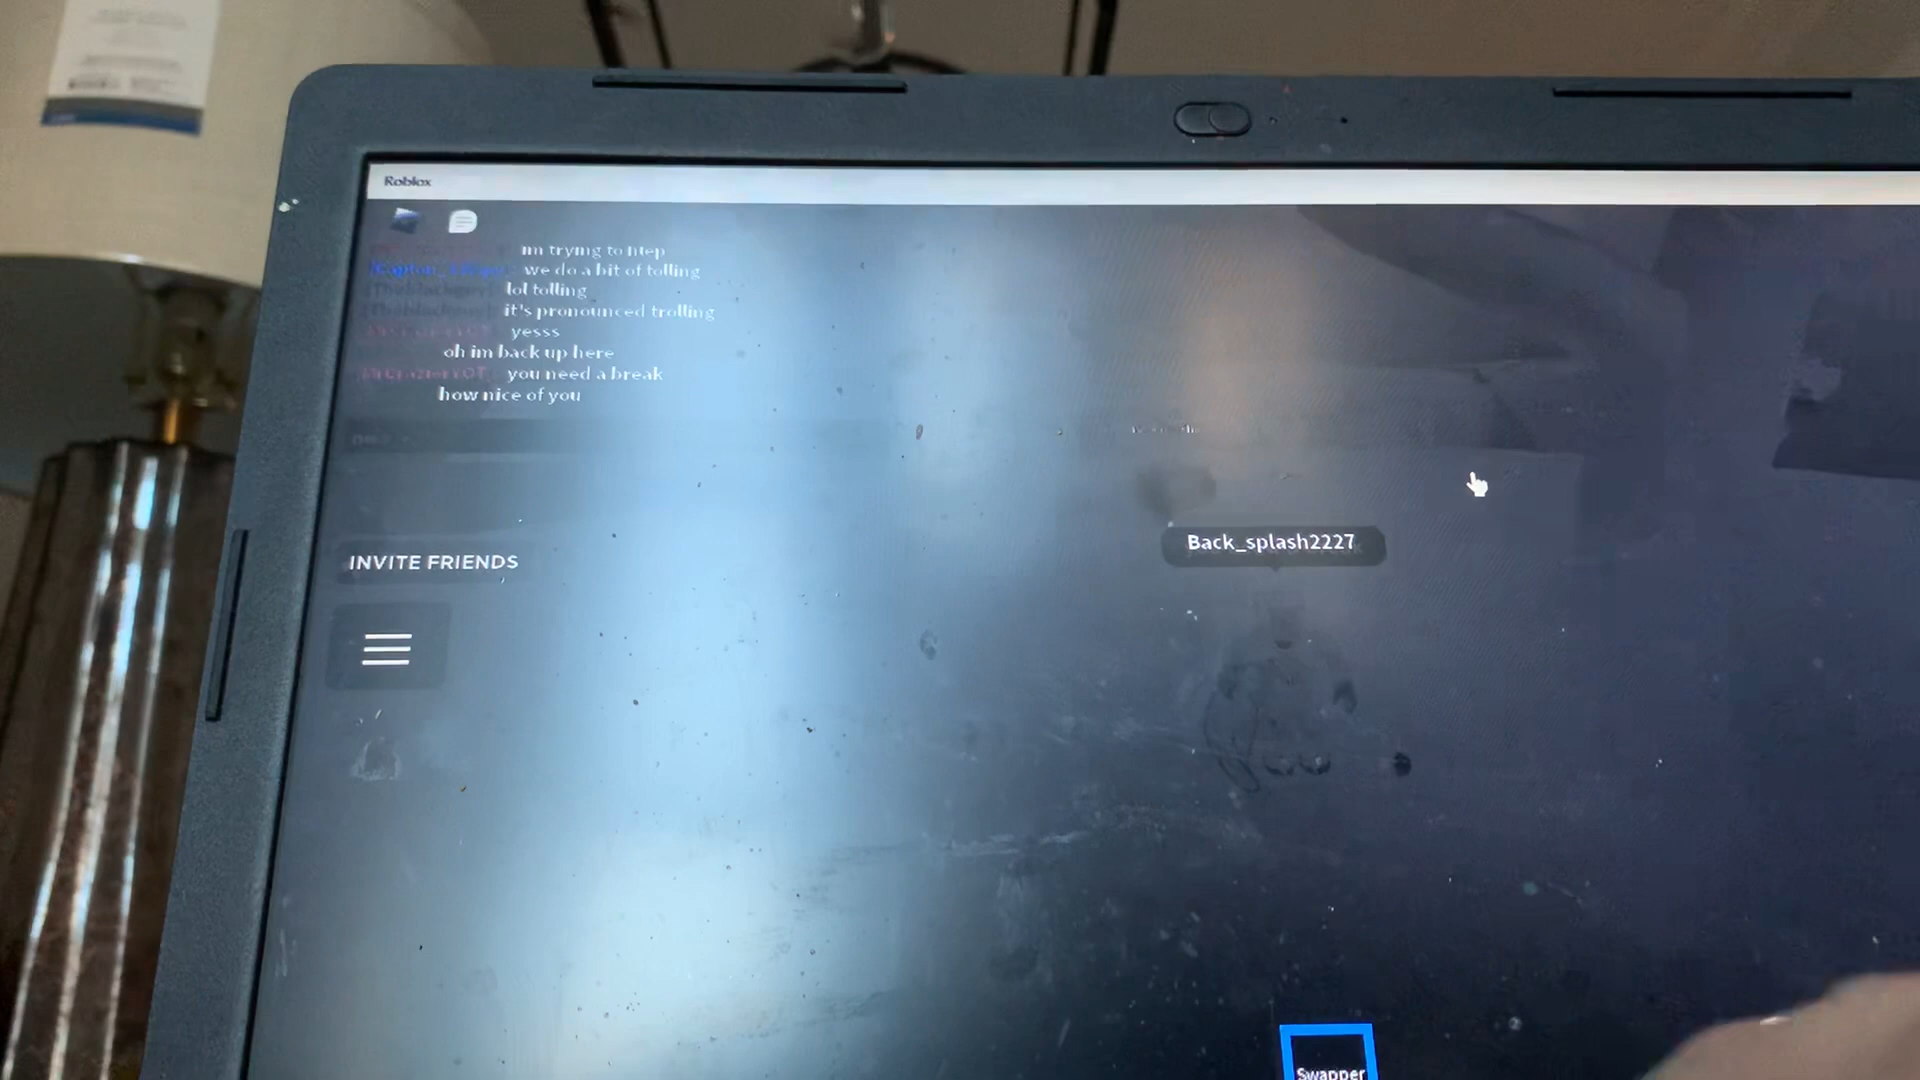 Roblox
im trying to
we do a bit of tolling
lol tolling
it's pronounced trolling
yesss
oh im back up here
you need a break
how nice of you
Back_splash2227
INVITE FRIENDS
Swapper